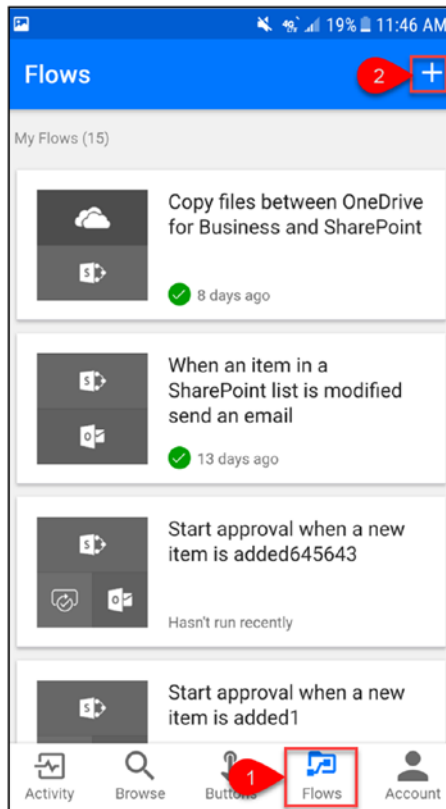 19% 11:46 AM
Flows
2
+
My Flows (15)
Copy files between OneDrive
for Business and SharePoint
8 days ago
When an item in a
SharePoint list is modified
send an email
13 days ago
Start approval when a new
item is added645643
Hasn't run recently
Start approval when a new
item is added1
1
Activity Browse Buttons Flows Account